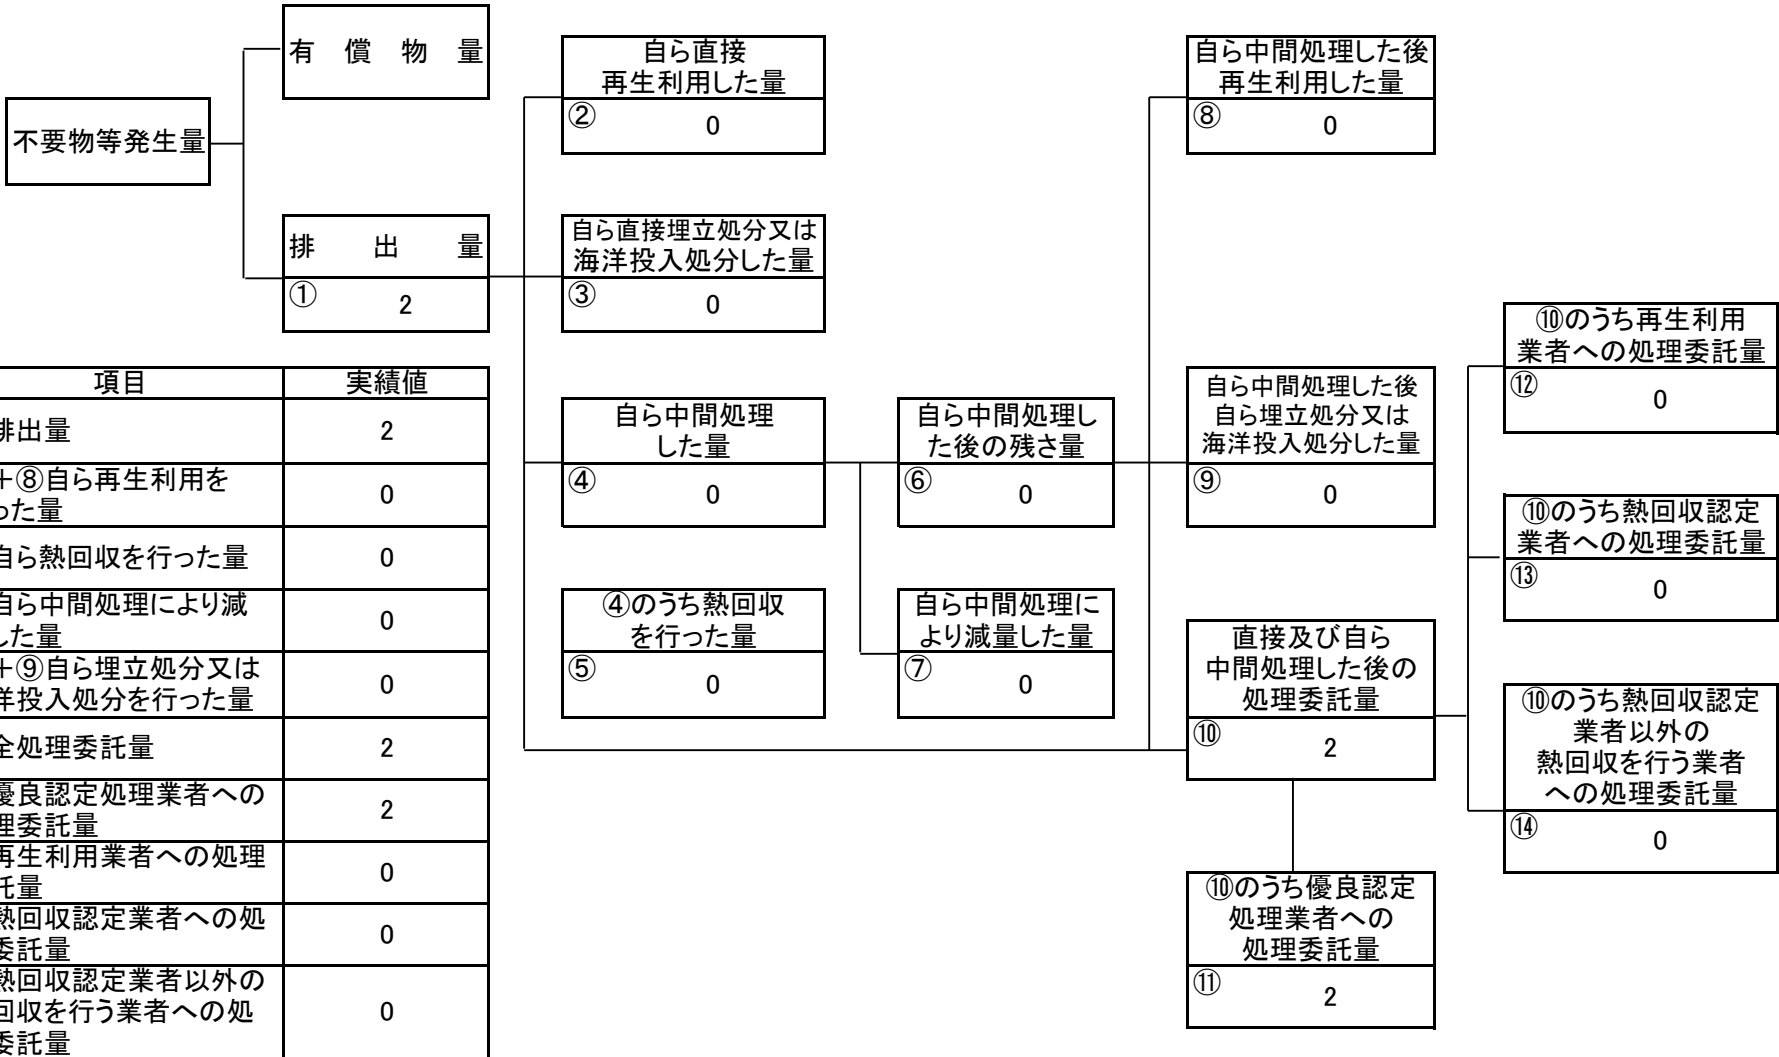 不要物等発生量
有償物量
排出量
① 2
自ら直接
再生利用した量
② 0
自ら直接埋立処分又は
海洋投入処分した量
③ 0
自ら中間処理
した量
④ 0
④のうち熱回収
を行った量
⑤ 0
自ら中間処理し
た後の残さ量
⑥ 0
自ら中間処理に
より減量した量
⑦ 0
自ら中間処理した後
再生利用した量
⑧ 0
自ら中間処理した後
自ら埋立処分又は
海洋投入処分した量
⑨ 0
直接及び自ら
中間処理した後の
処理委託量
⑩ 2
⑩のうち優良認定
処理業者への
処理委託量
⑪ 2
⑩のうち再生利用
業者への処理委託量
⑫ 0
⑩のうち熱回収認定
業者への処理委託量
⑬ 0
⑩のうち熱回収認定
業者以外の
熱回収を行う業者
への処理委託量
⑭ 0
項目 実績値
排出量 2
+⑧自ら再生利用を
った量 0
自ら熱回収を行った量 0
自ら中間処理により減
した量 0
+⑨自ら埋立処分又は
洋投入処分を行った量 0
全処理委託量 2
優良認定処理業者への
理委託量 2
再生利用業者への処理
託量 0
熱回収認定業者への処
委託量 0
熱回収認定業者以外の
回収を行う業者への処
委託量 0